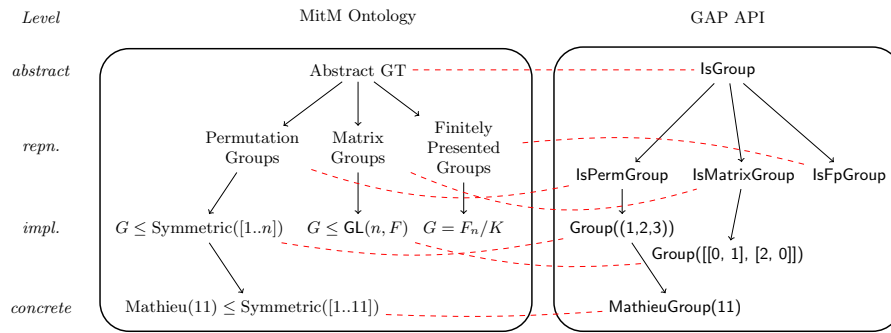 Level MitM Ontology GAP API
abstract Abstract GT IsGroup
repn. Permutation Groups Matrix Groups Finitely Presented Groups
IsPermGroup IsMatrixGroup IsFpGroup
impl. G ≤ Symmetric([1..n]) G ≤ GL(n, F) G = Fₙ/K Group((1,2,3))
Group([[0, 1], [2, 0]])
concrete Mathieu(11) ≤ Symmetric([1..11]) MathieuGroup(11)